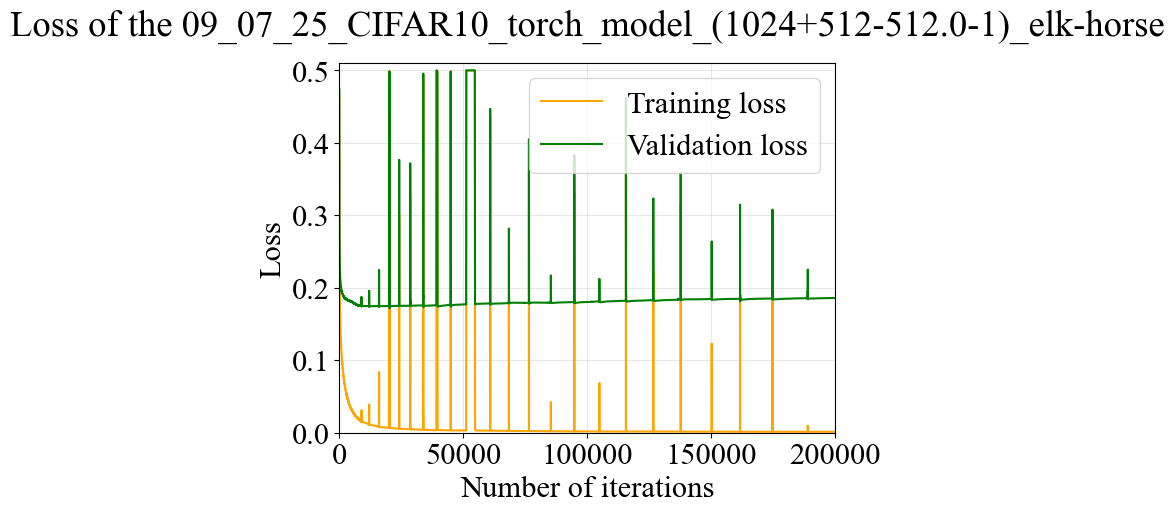 Loss of the 09_07_25_CIFAR10_torch_model_(1024+512-512.0-1)_elk-horse
Training loss
Validation loss
0.5
0.4
0.3
0.2
0.1
0.0
Loss
0
50000
100000
150000
200000
Number of iterations